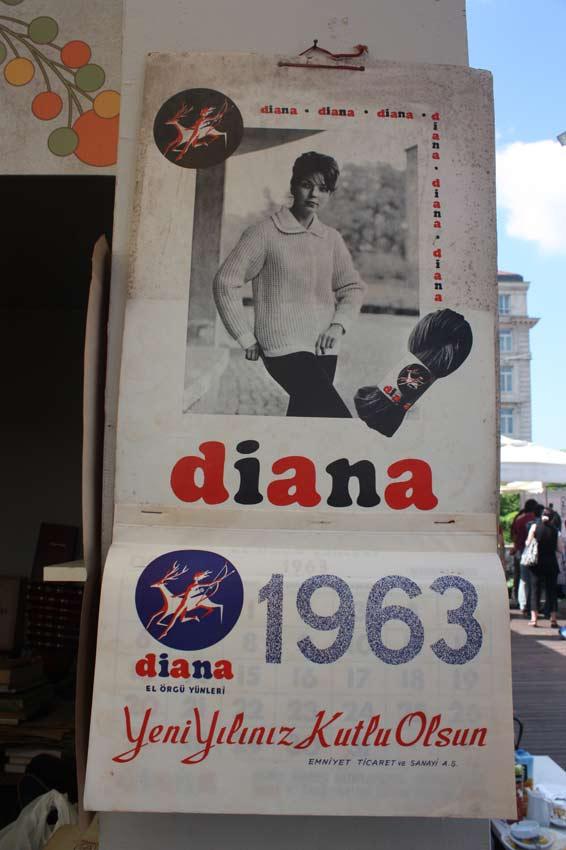 diana • diana • diana • diana • diana • diana
diana
diana
1963
1963
diana
EL ÖRGÜ YÜNLERİ
Yeni Yılınız Kutlu Olsun
EMNİYET TİCARET VE SANAYİ A.Ş.